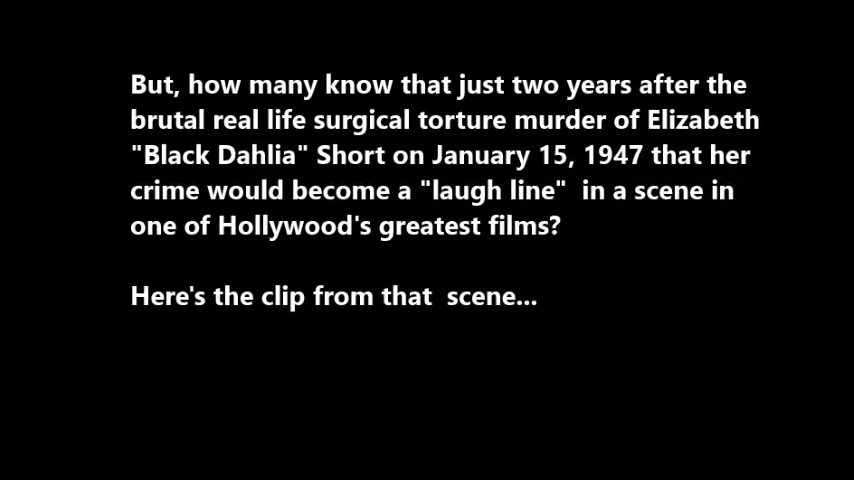 But, how many know that just two years after the
brutal real life surgical torture murder of Elizabeth
"Black Dahlia" Short on January 15, 1947 that her
crime would become a "laugh line"  in a scene in
one of Hollywood's greatest films?
Here's the clip from that  scene...